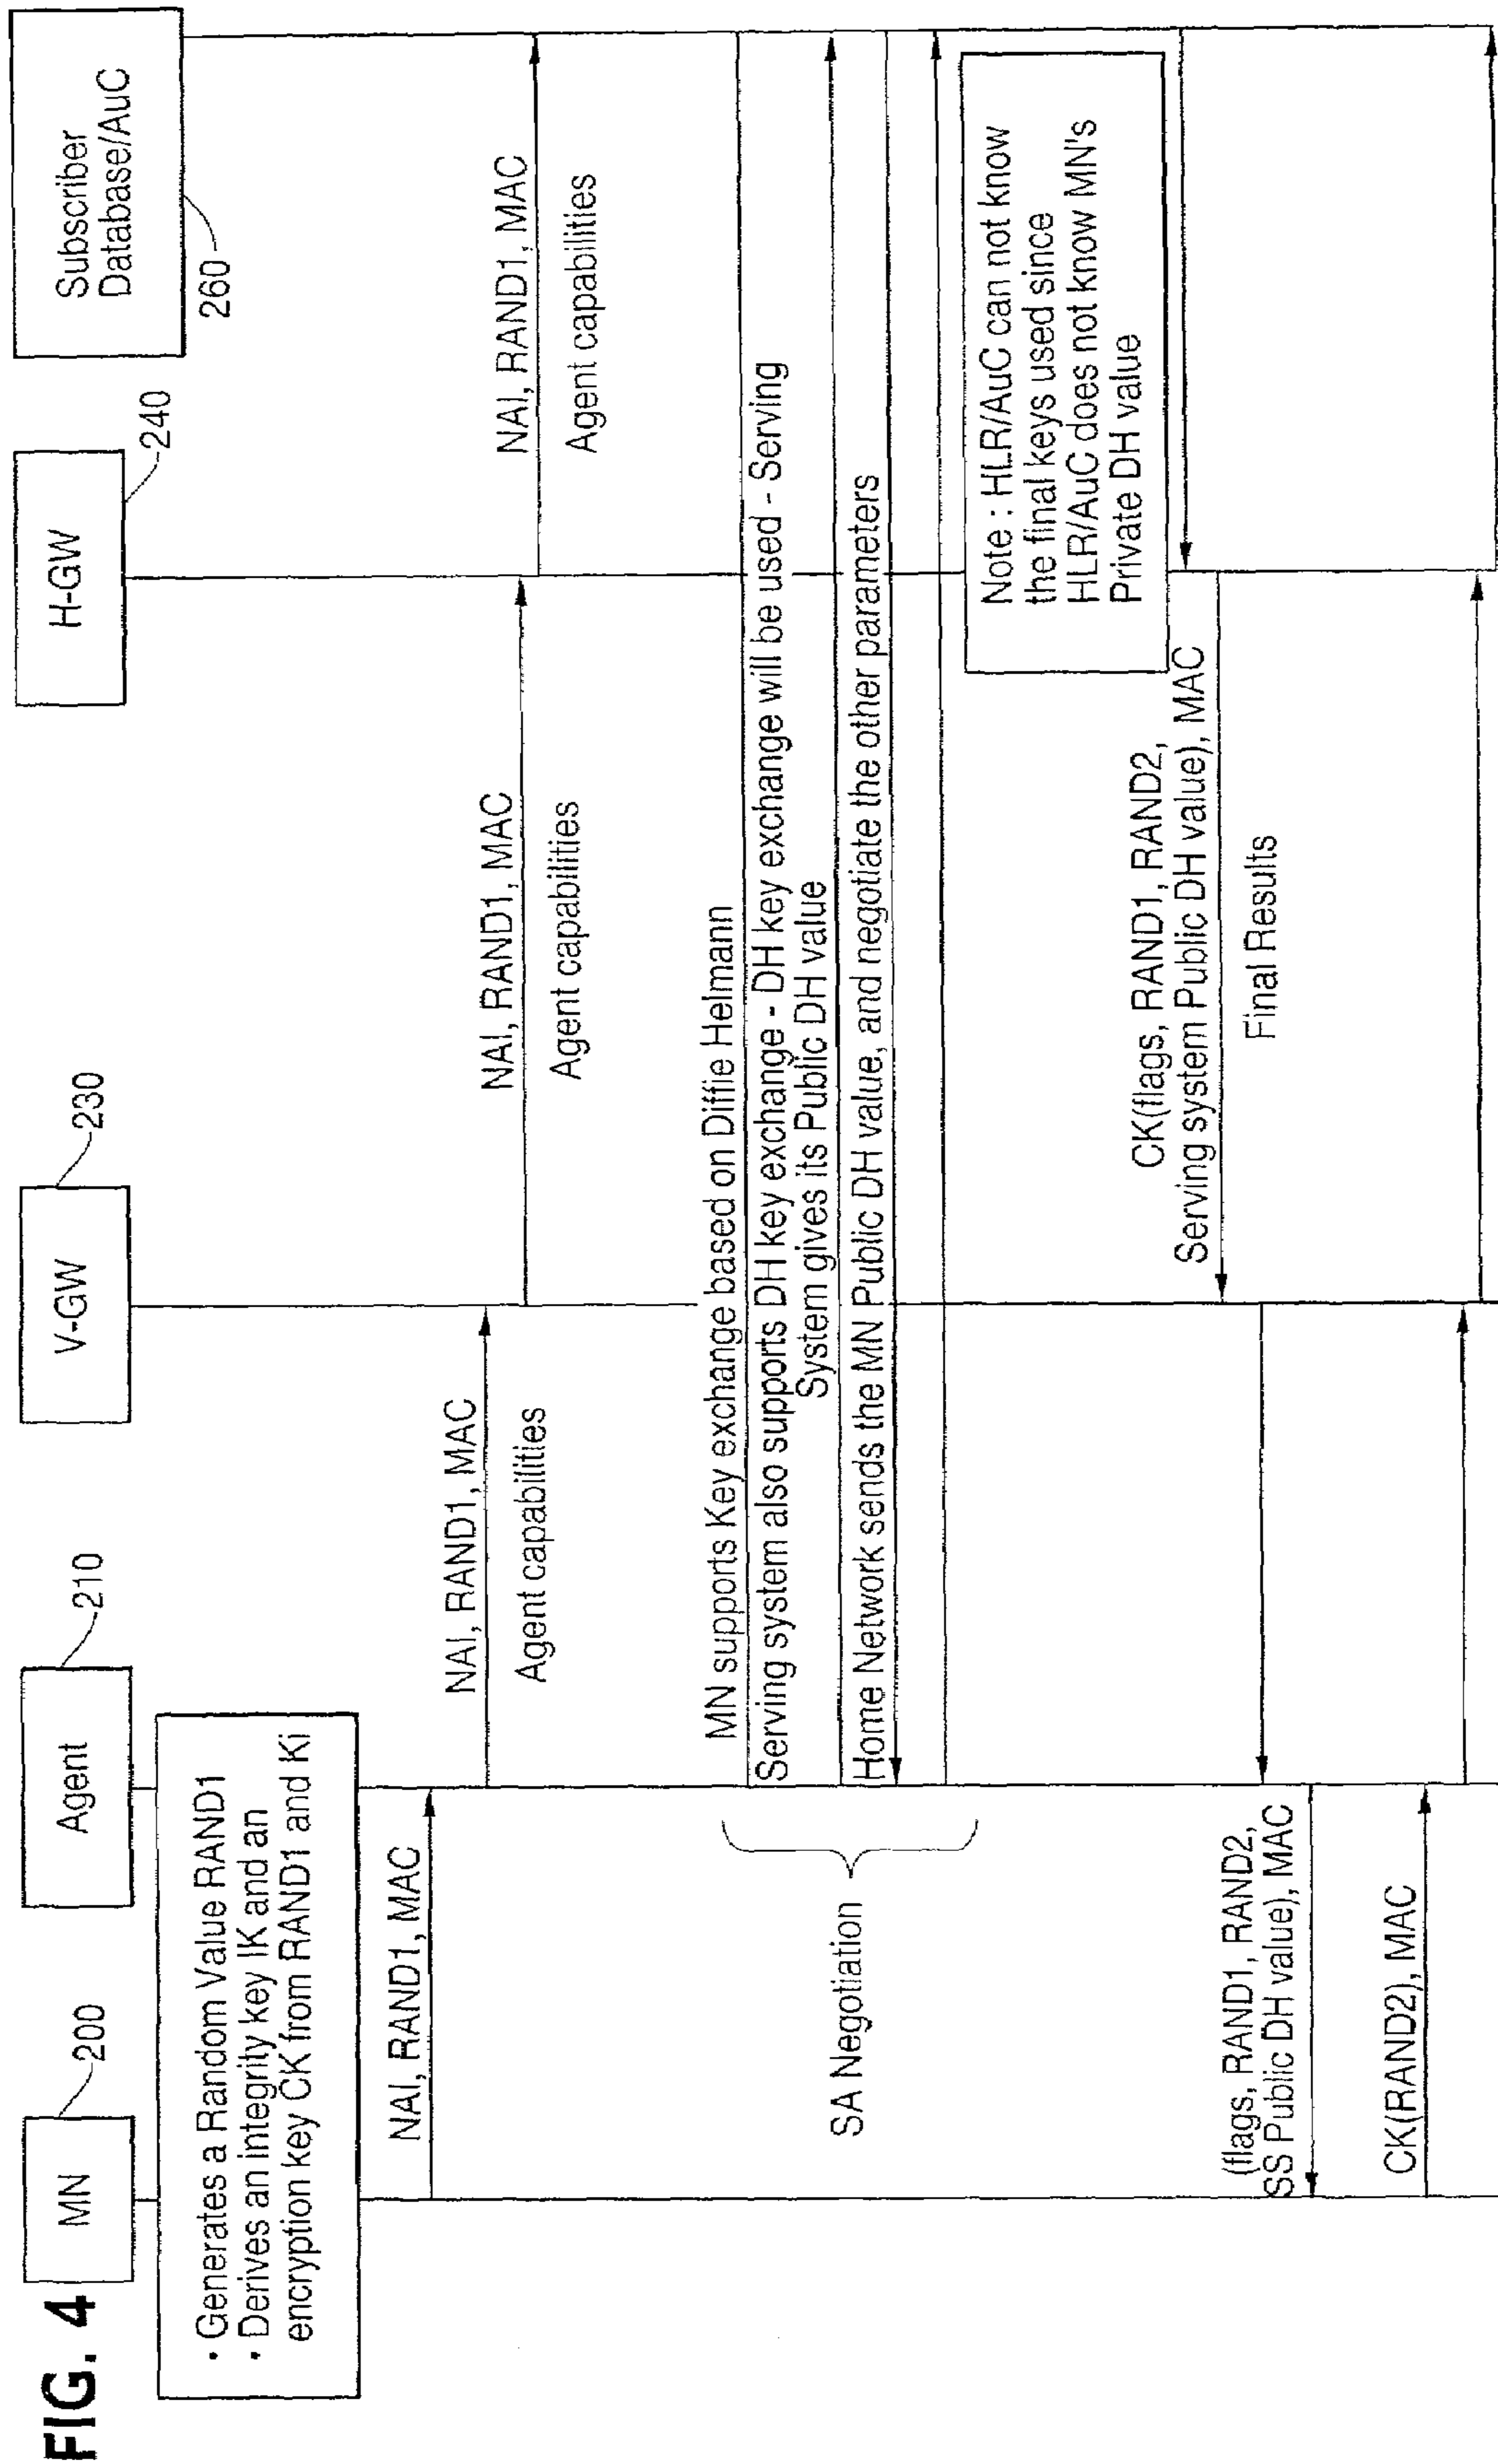 FIG. 4
MN
200
Agent
210
V-GW
230
H-GW
240
Subscriber
Database/AuC
260
· Generates a Random Value RAND1
· Derives an integrity key IK and an
encryption key CK from RAND1 and Ki
NAI, RAND1, MAC
NAI, RAND1, MAC
Agent capabilities
NAI, RAND1, MAC
Agent capabilities
NAI, RAND1, MAC
Agent capabilities
SA Negotiation
MN supports Key exchange based on Diffie Helmann
Serving system also supports DH key exchange - DH key exchange will be used - Serving
System gives its Public DH value
Home Network sends the MN Public DH value, and negotiate the other parameters
Note : HLR/AuC can not know
the final keys used since
HLR/AuC does not know MN's
Private DH value
CK(flags, RAND1, RAND2,
Serving system Public DH value), MAC
Final Results
(flags, RAND1, RAND2,
SS Public DH value), MAC
CK(RAND2), MAC